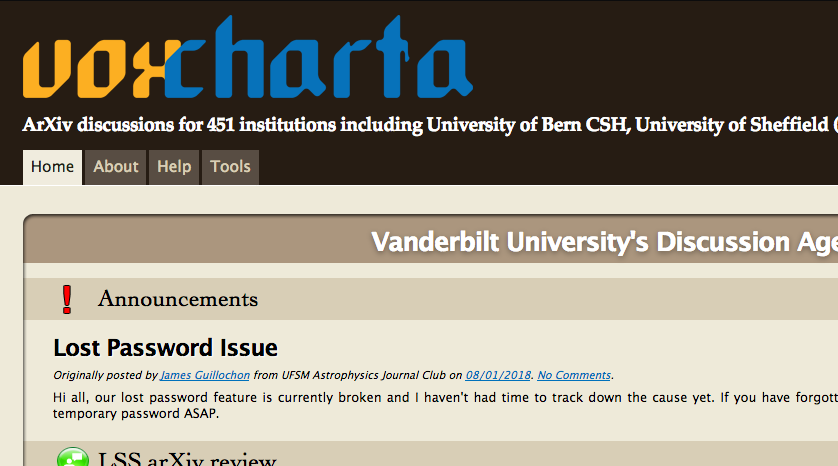 voxcharta
ArXiv discussions for 451 institutions including University of Bern CSH, University of Sheffield (
Home About Help Tools
Vanderbilt University's Discussion Age
Announcements
Lost Password Issue
Originally posted by James Guillochon from UFSM Astrophysics Journal Club on 08/01/2018. No Comments.
Hi all, our lost password feature is currently broken and I haven't had time to track down the cause yet. If you have forgott
temporary password ASAP.
LSS arXiv review